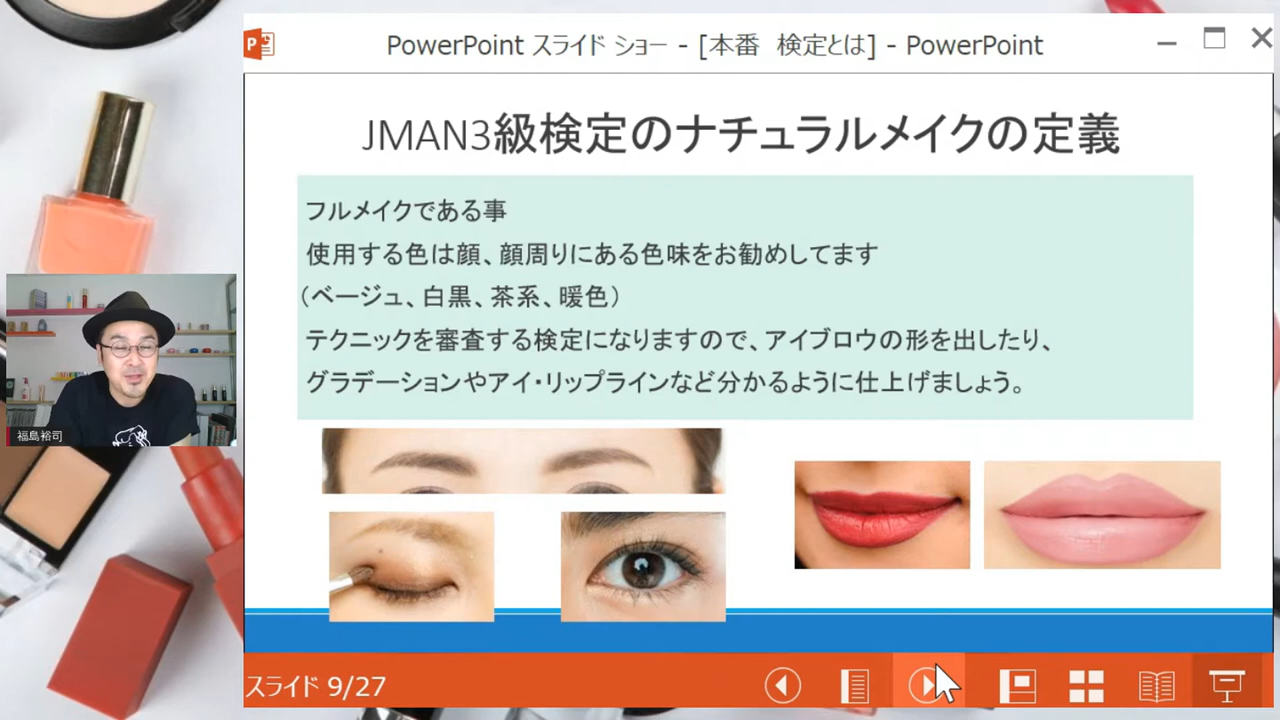 PowerPoint スライド ショー - [本番 検定とは] - PowerPoint
JMAN3級検定のナチュラルメイクの定義
フルメイクである事
使用する色は顔、顔周りにある色味をお勧めしてます
（ベージュ、白黒、茶系、暖色）
テクニックを審査する検定になりますので、アイブロウの形を出したり、
グラデーションやアイ・リップラインなど分かるように仕上げましょう。
福島裕司
スライド 9/27